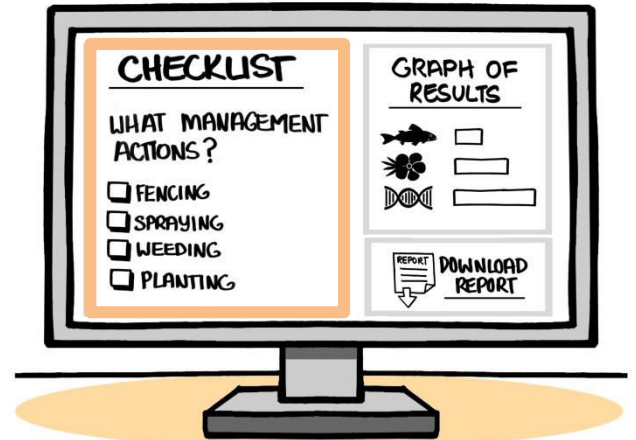 CHECKLIST
WHAT MANAGEMENT
ACTIONS?
FENCING
SPRAYING
WEEDING
PLANTING
GRAPH OF
RESULTS
REPORT
DOWNLOAD
REPORT